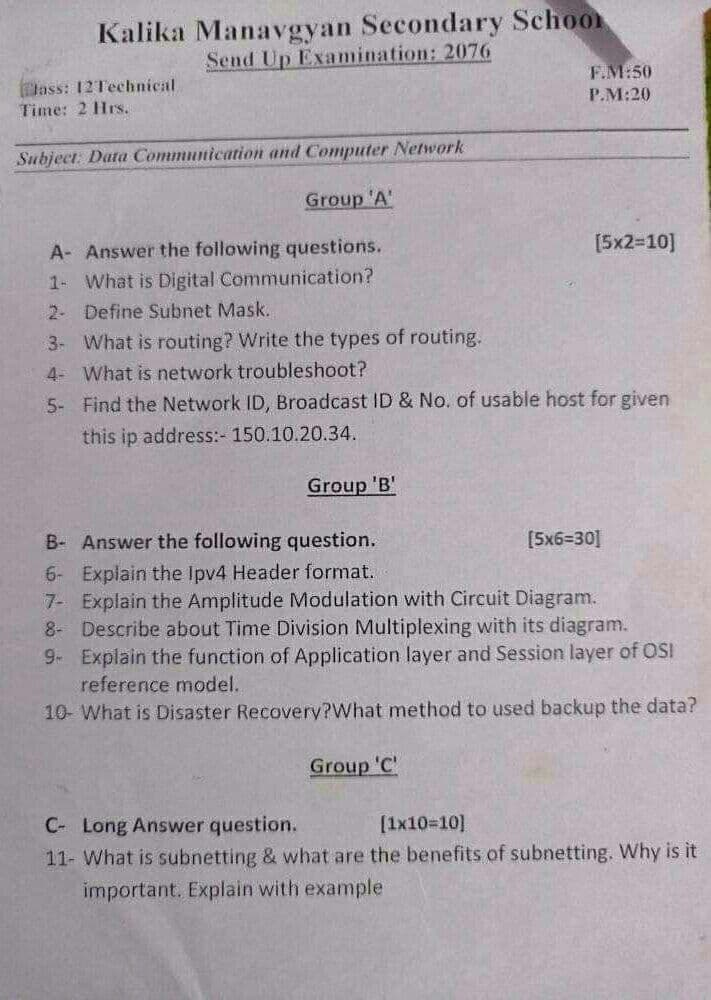 Kalika Manavgyan Secondary School
Send Up Examination: 2076
Class: 12Technical
F.M:50
Time: 2 Hrs.
P.M:20
Subject: Data Communication and Computer Network
Group 'A'
A- Answer the following questions. [5x2=10]
1- What is Digital Communication?
2- Define Subnet Mask.
3- What is routing? Write the types of routing.
4- What is network troubleshoot?
5- Find the Network ID, Broadcast ID & No. of usable host for given
this ip address:- 150.10.20.34.
Group 'B'
B- Answer the following question. [5x6=30]
6- Explain the Ipv4 Header format.
7- Explain the Amplitude Modulation with Circuit Diagram.
8- Describe about Time Division Multiplexing with its diagram.
9- Explain the function of Application layer and Session layer of OSI
reference model.
10- What is Disaster Recovery?What method to used backup the data?
Group 'C'
C- Long Answer question. [1x10=10]
11- What is subnetting & what are the benefits of subnetting. Why is it
important. Explain with example